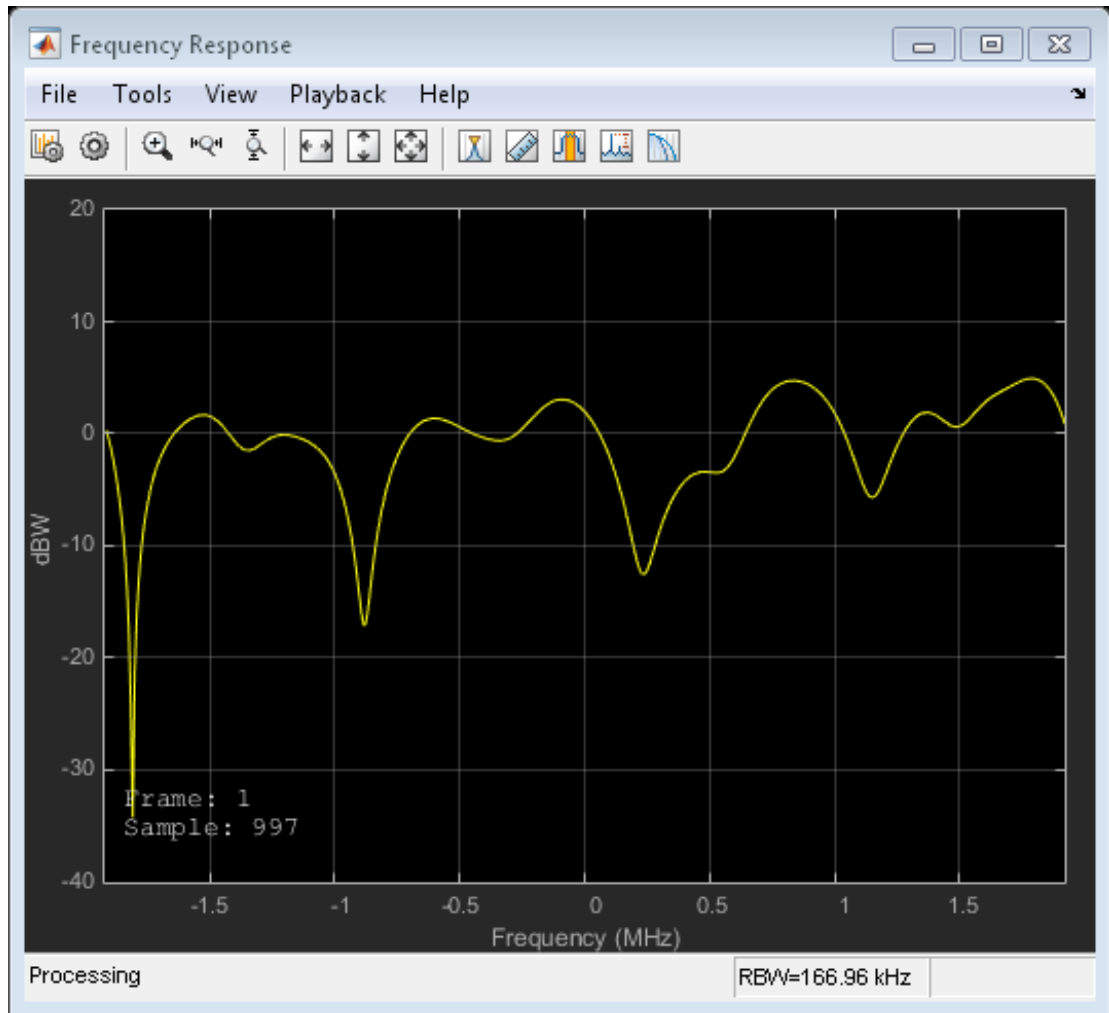 Frequency Response
File Tools View Playback Help
20
10
0
-10
-20
-30
-40
dBW
Frame: 1
Sample: 997
-1.5 -1 -0.5 0 0.5 1 1.5
Frequency (MHz)
Processing RBW=166.96 kHz